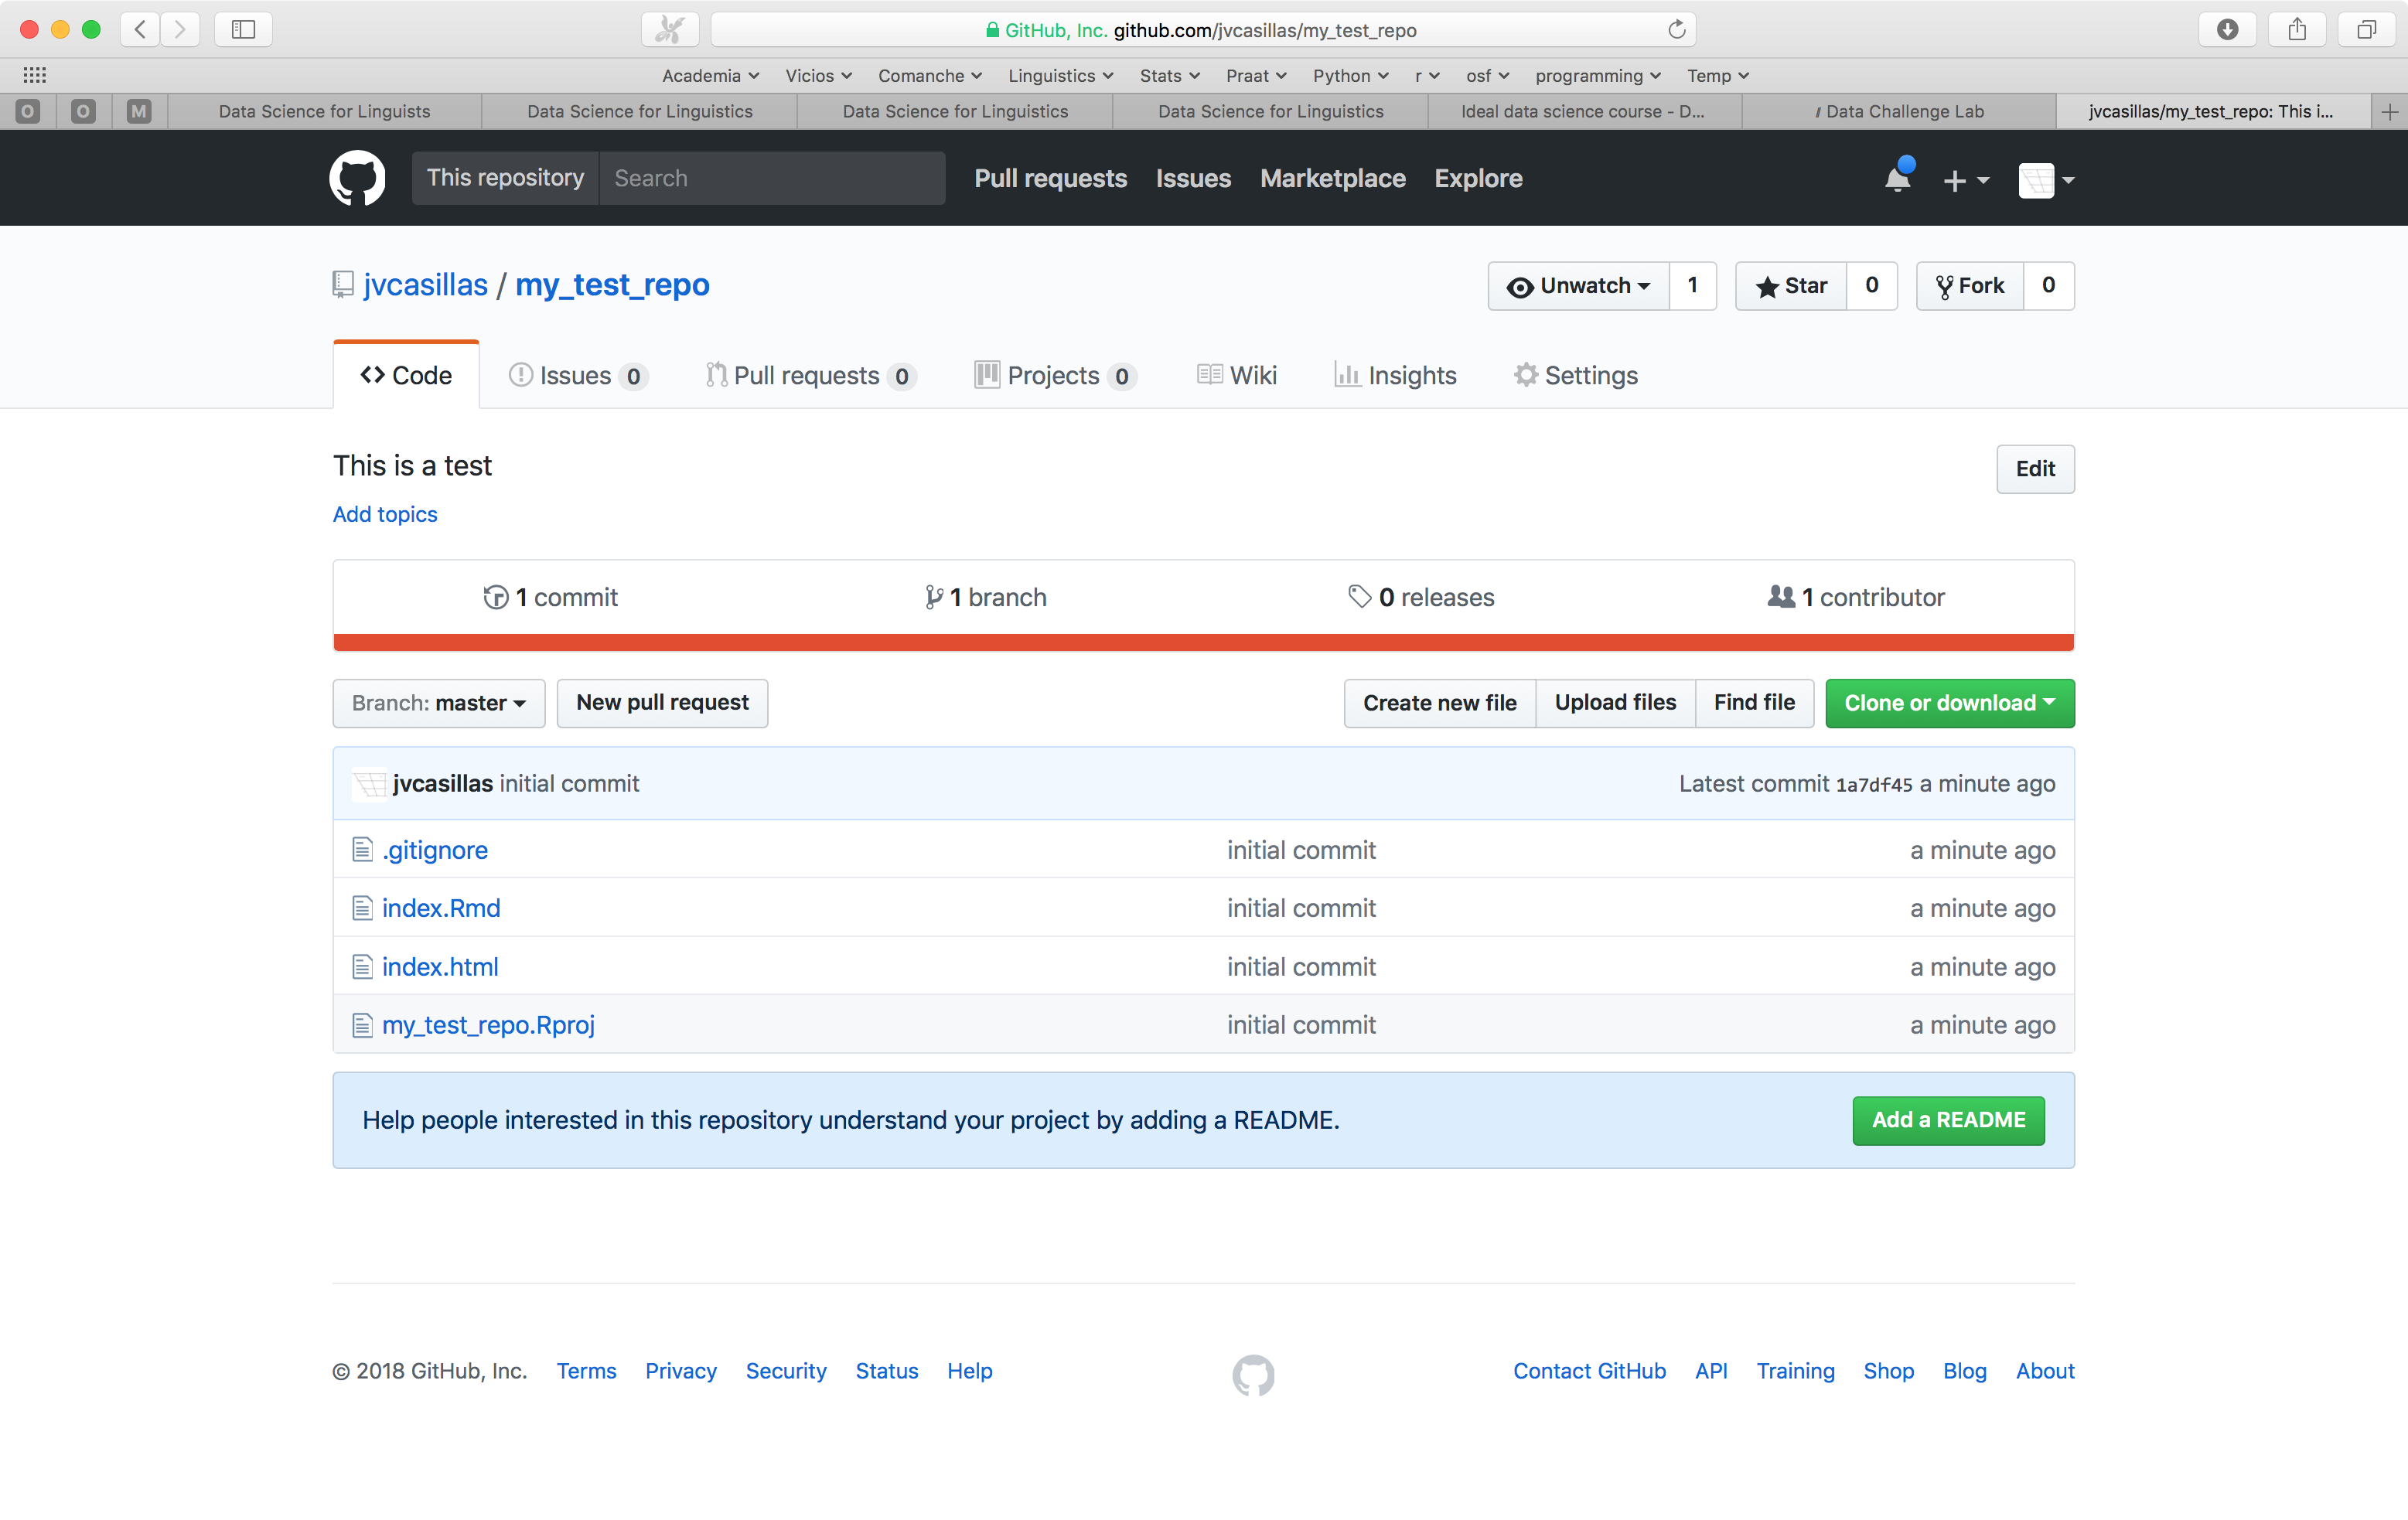 GitHub, Inc. github.com/jvcasillas/my_test_repo
Academia Vicios Comanche Linguistics Stats Praat Python r osf programming Temp
O O M Data Science for Linguists Data Science for Linguistics Data Science for Linguistics Data Science for Linguistics Ideal data science course - D... Data Challenge Lab jvcasillas/my_test_repo: This i...
This repository Search Pull requests Issues Marketplace Explore
jvcasillas / my_test_repo Unwatch 1 Star 0 Fork 0
Code Issues 0 Pull requests 0 Projects 0 Wiki Insights Settings
This is a test Edit
Add topics
1 commit 1 branch 0 releases 1 contributor
Branch: master New pull request Create new file Upload files Find file Clone or download
jvcasillas initial commit Latest commit 1a7df45 a minute ago
.gitignore initial commit a minute ago
index.Rmd initial commit a minute ago
index.html initial commit a minute ago
my_test_repo.Rproj initial commit a minute ago
Help people interested in this repository understand your project by adding a README. Add a README
© 2018 GitHub, Inc. Terms Privacy Security Status Help Contact GitHub API Training Shop Blog About